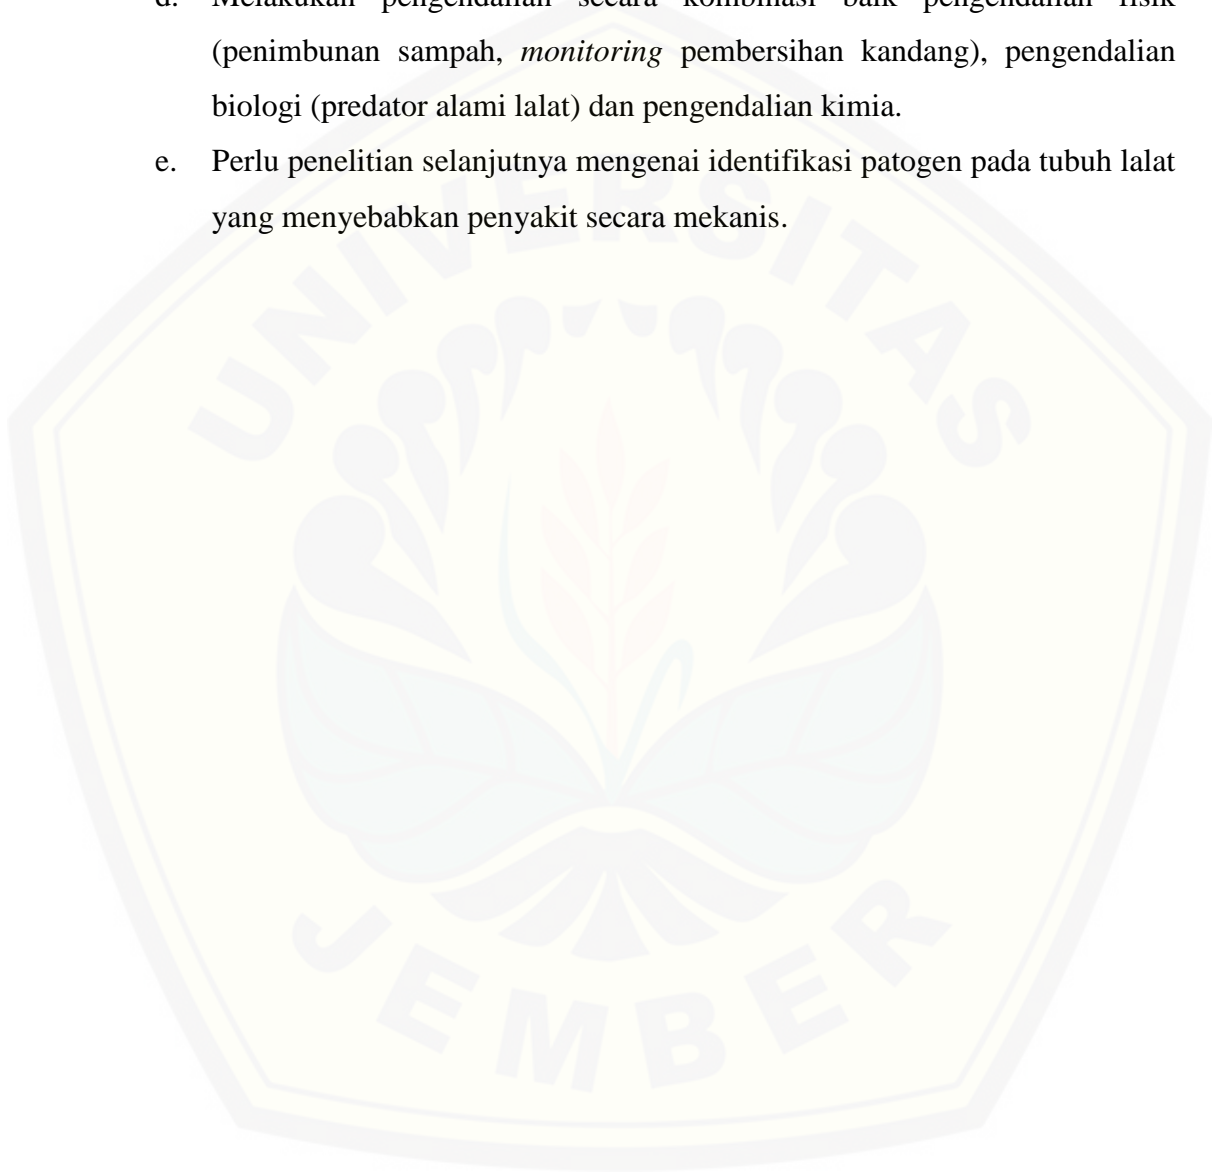 d. Melakukan pengendalian secara kombinasi baik pengendalian fisik
(penimbunan sampah, monitoring pembersihan kandang), pengendalian
biologi (predator alami lalat) dan pengendalian kimia.
e. Perlu penelitian selanjutnya mengenai identifikasi patogen pada tubuh lalat
yang menyebabkan penyakit secara mekanis.
UNIVERSITAS
JEMBER